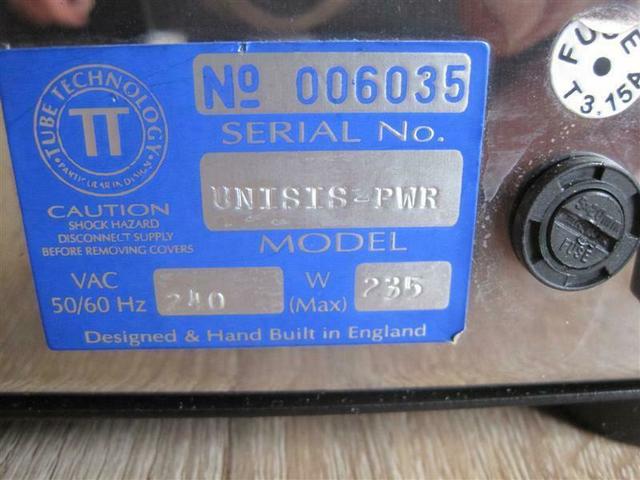 TUBE TECHNOLOGY
TT
Nº 006035
SERIAL No.
UNISIS-PWR
MODEL
CAUTION
SHOCK HAZARD
DISCONNECT SUPPLY
BEFORE REMOVING COVERS
VAC
50/60 Hz
240
W
(Max)
235
Designed & Hand Built in England
FUSE
T3.15A
5x20mm
FUSE